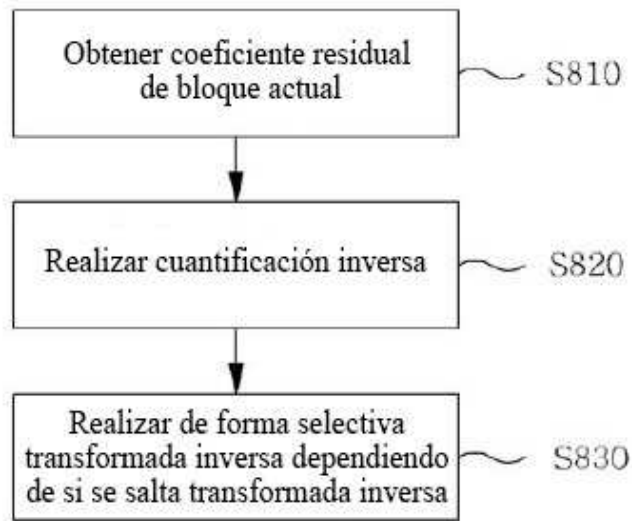 Obtener coeficiente residual
de bloque actual
S810
Realizar cuantificación inversa
S820
Realizar de forma selectiva
transformada inversa dependiendo
de si se salta transformada inversa
S830